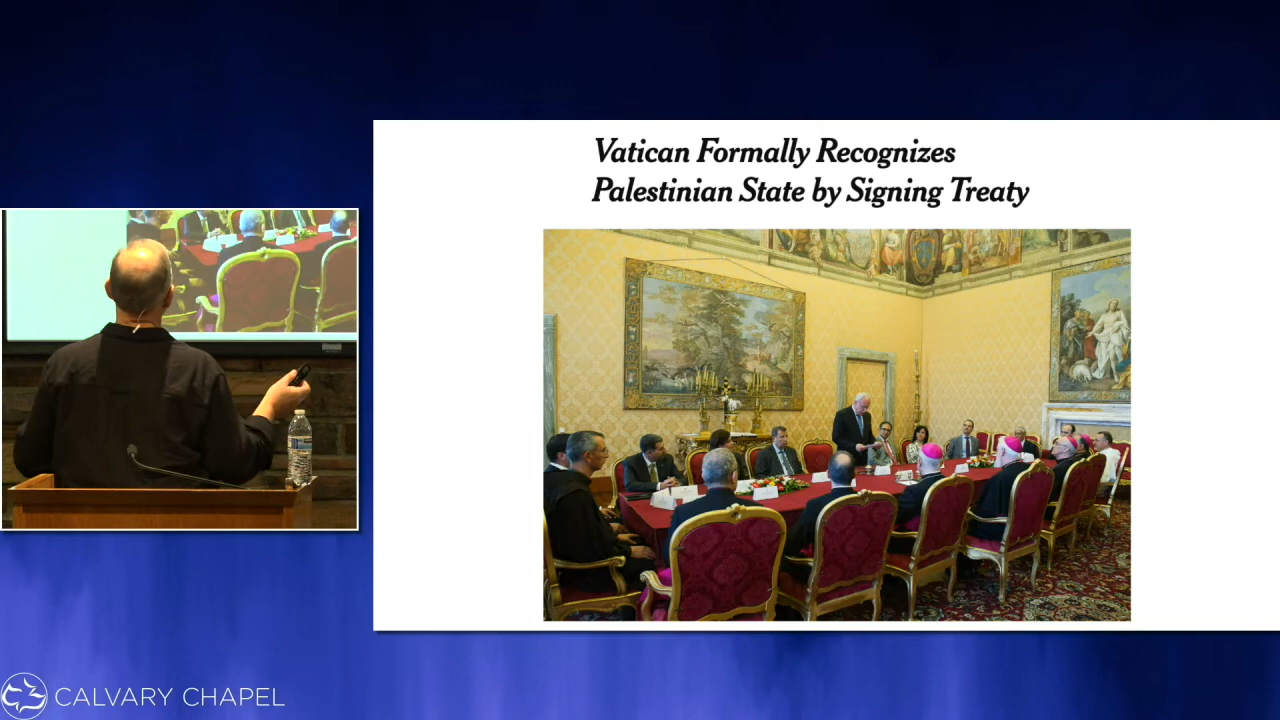 Vatican Formally Recognizes
Palestinian State by Signing Treaty
CALVARY CHAPEL